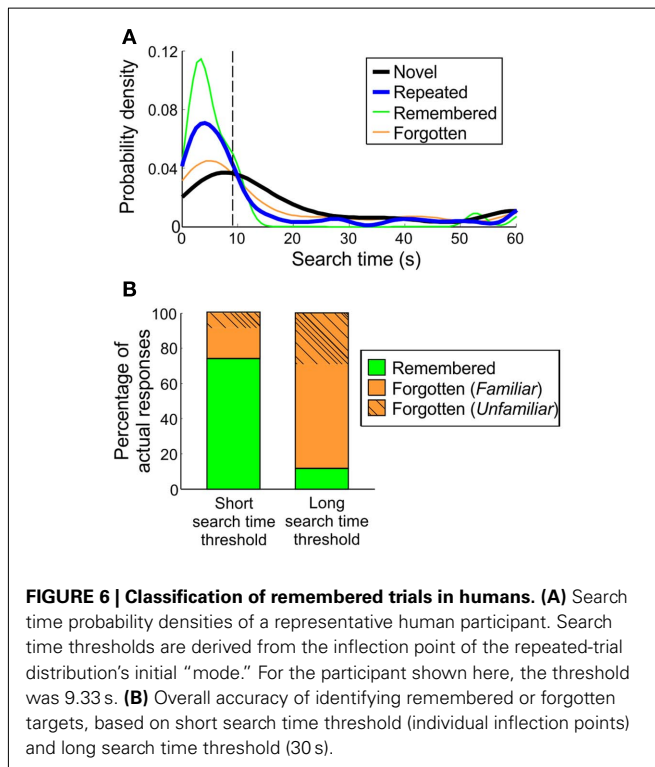 A
0.12
0.08
0.04
0
Probability density
0 10 20 30 40 50 60
Search time (s)
Novel
Repeated
Remembered
Forgotten
B
100
80
60
40
20
0
Percentage of
actual responses
Short
search time
threshold
Long
search time
threshold
Remembered
Forgotten (Familiar)
Forgotten (Unfamiliar)
FIGURE 6 | Classification of remembered trials in humans. (A) Search
time probability densities of a representative human participant. Search
time thresholds are derived from the inflection point of the repeated-trial
distribution's initial “mode.” For the participant shown here, the threshold
was 9.33 s. (B) Overall accuracy of identifying remembered or forgotten
targets, based on short search time threshold (individual inflection points)
and long search time threshold (30 s).